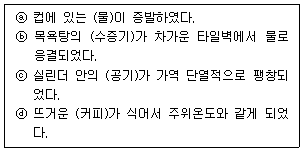 ⓐ 컵에 있는 (물)이 증발하였다.
ⓑ 목욕탕의 (수증기)가 차가운 타일벽에서 물로
응결되었다.
ⓒ 실린더 안의 (공기)가 가역 단열적으로 팽창되
었다.
ⓓ 뜨거운 (커피)가 식어서 주위온도와 같게 되었
다.